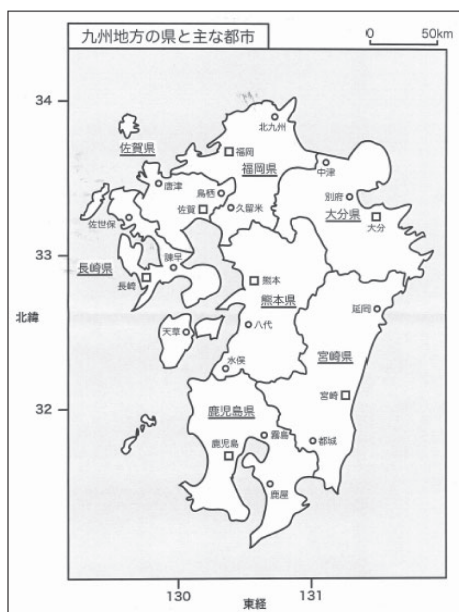 九州地方の県と主な都市
0 50km
34
北九州
佐賀県
福岡
福岡県
中津
唐津
鳥栖
別府
佐賀
久留米
大分県
佐世保
大分
33
諫早
長崎県
長崎
熊本
熊本県
北緯
延岡
天草
八代
宮崎県
水俣
宮崎
32
鹿児島県
霧島
都城
鹿児島
鹿屋
130 131
東経